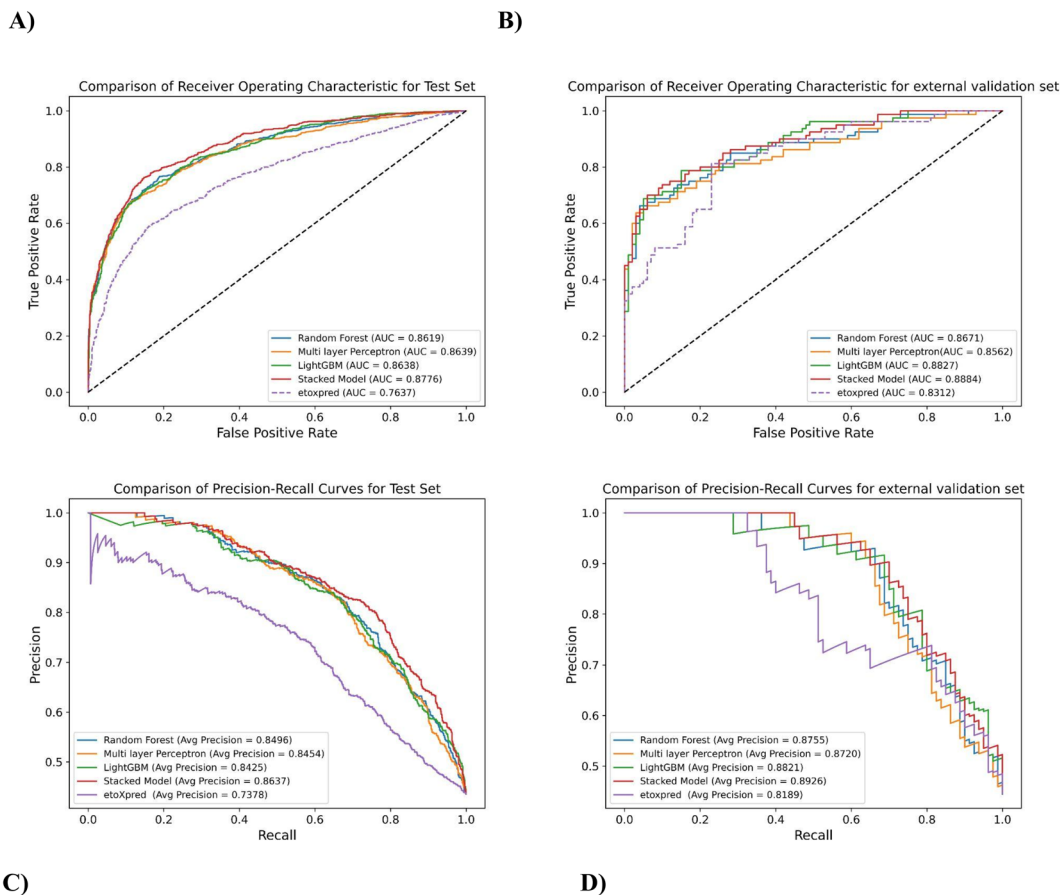 A)
B)
Comparison of Receiver Operating Characteristic for Test Set
1.0
0.8
0.6
0.4
0.2
0.0
True Positive Rate
Random Forest (AUC = 0.8619)
Multi layer Perceptron (AUC = 0.8639)
LightGBM (AUC = 0.8638)
Stacked Model (AUC = 0.8776)
etoxpred (AUC = 0.7637)
0.0 0.2 0.4 0.6 0.8 1.0
False Positive Rate
Comparison of Receiver Operating Characteristic for external validation set
1.0
0.8
0.6
0.4
0.2
0.0
True Positive Rate
Random Forest (AUC = 0.8671)
Multi layer Perceptron(AUC = 0.8562)
LightGBM (AUC = 0.8827)
Stacked Model (AUC = 0.8884)
etoxpred (AUC = 0.8312)
0.0 0.2 0.4 0.6 0.8 1.0
False Positive Rate
Comparison of Precision-Recall Curves for Test Set
1.0
0.9
0.8
0.7
0.6
0.5
Precision
Random Forest (Avg Precision = 0.8496)
Multi layer Perceptron (Avg Precision = 0.8454)
LightGBM (Avg Precision = 0.8425)
Stacked Model (Avg Precision = 0.8637)
etoXpred (Avg Precision = 0.7378)
0.0 0.2 0.4 0.6 0.8 1.0
Recall
Comparison of Precision-Recall Curves for external validation set
1.0
0.9
0.8
0.7
0.6
0.5
Precision
Random Forest (Avg Precision = 0.8755)
Multi layer Perceptron (Avg Precision = 0.8720)
LightGBM (Avg Precision = 0.8821)
Stacked Model (Avg Precision = 0.8926)
etoxpred (Avg Precision = 0.8189)
0.0 0.2 0.4 0.6 0.8 1.0
Recall
C)
D)